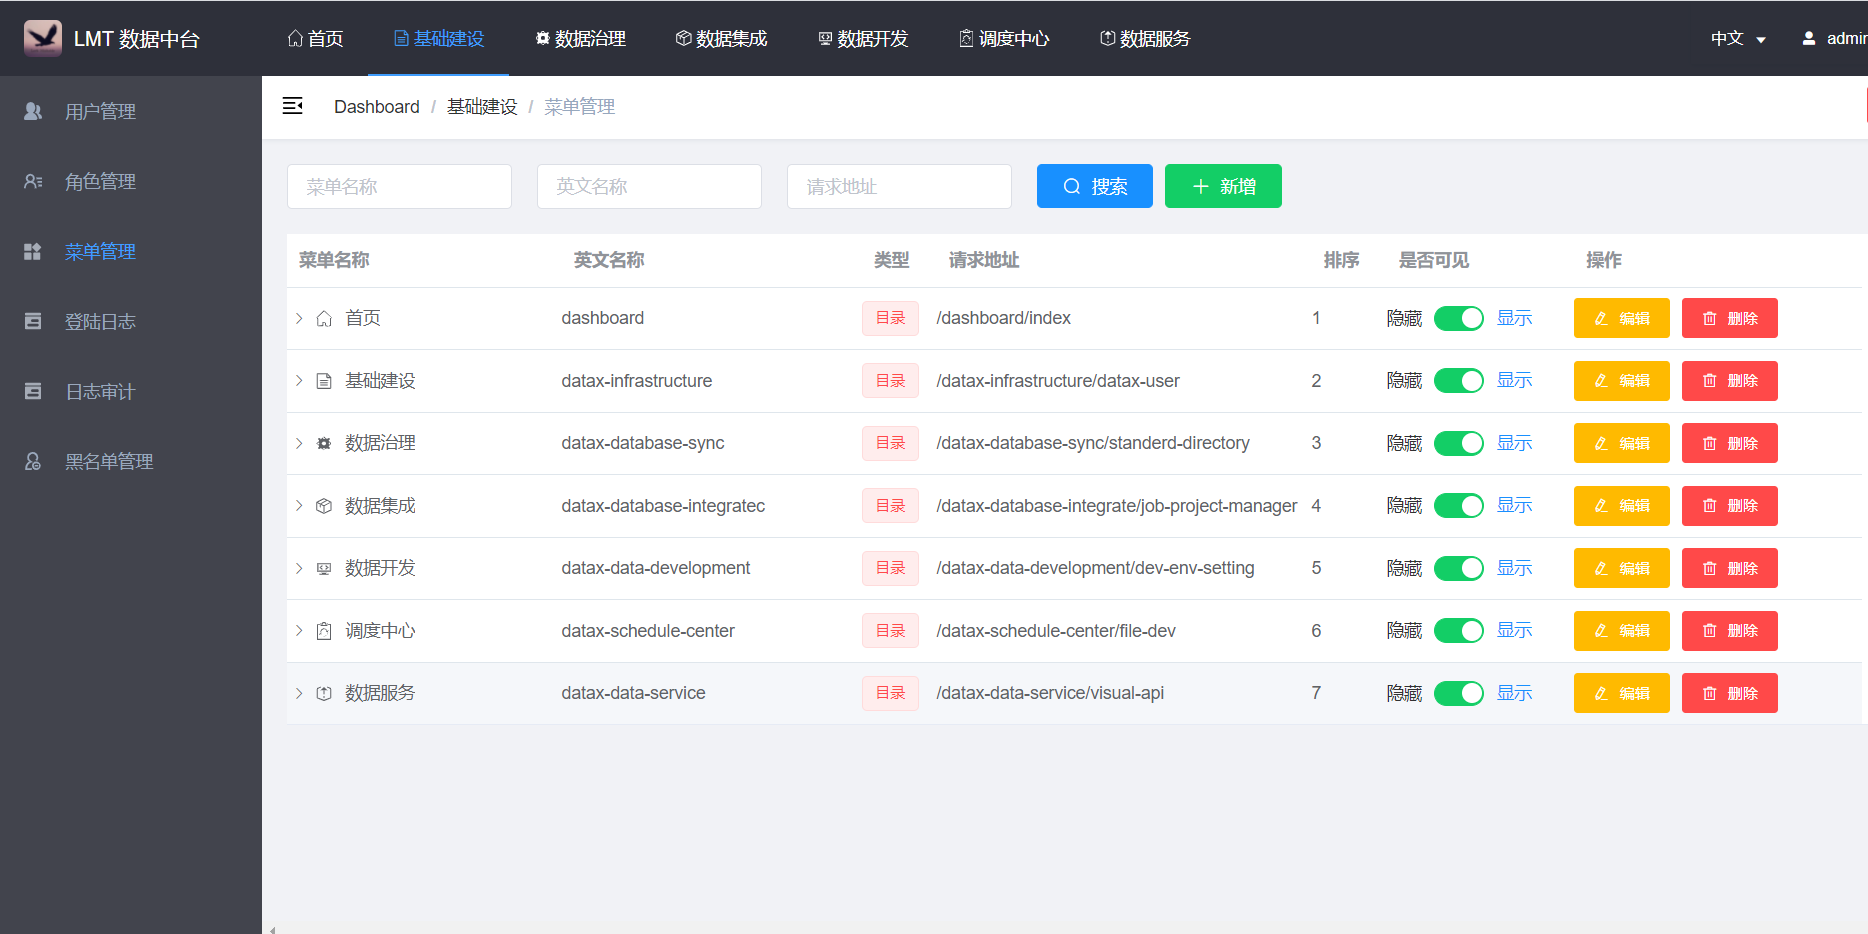 LMT 数据中台 首页 基础建设 数据治理 数据集成 数据开发 调度中心 数据服务 中文 admin
用户管理
角色管理
菜单管理
登陆日志
日志审计
黑名单管理
Dashboard / 基础建设 / 菜单管理
菜单名称 英文名称 请求地址 搜索 新增
菜单名称 英文名称 类型 请求地址 排序 是否可见 操作
首页 dashboard 目录 /dashboard/index 1 隐藏 显示 编辑 删除
基础建设 datax-infrastructure 目录 /datax-infrastructure/datax-user 2 隐藏 显示 编辑 删除
数据治理 datax-database-sync 目录 /datax-database-sync/standerd-directory 3 隐藏 显示 编辑 删除
数据集成 datax-database-integratec 目录 /datax-database-integrate/job-project-manager 4 隐藏 显示 编辑 删除
数据开发 datax-data-development 目录 /datax-data-development/dev-env-setting 5 隐藏 显示 编辑 删除
调度中心 datax-schedule-center 目录 /datax-schedule-center/file-dev 6 隐藏 显示 编辑 删除
数据服务 datax-data-service 目录 /datax-data-service/visual-api 7 隐藏 显示 编辑 删除